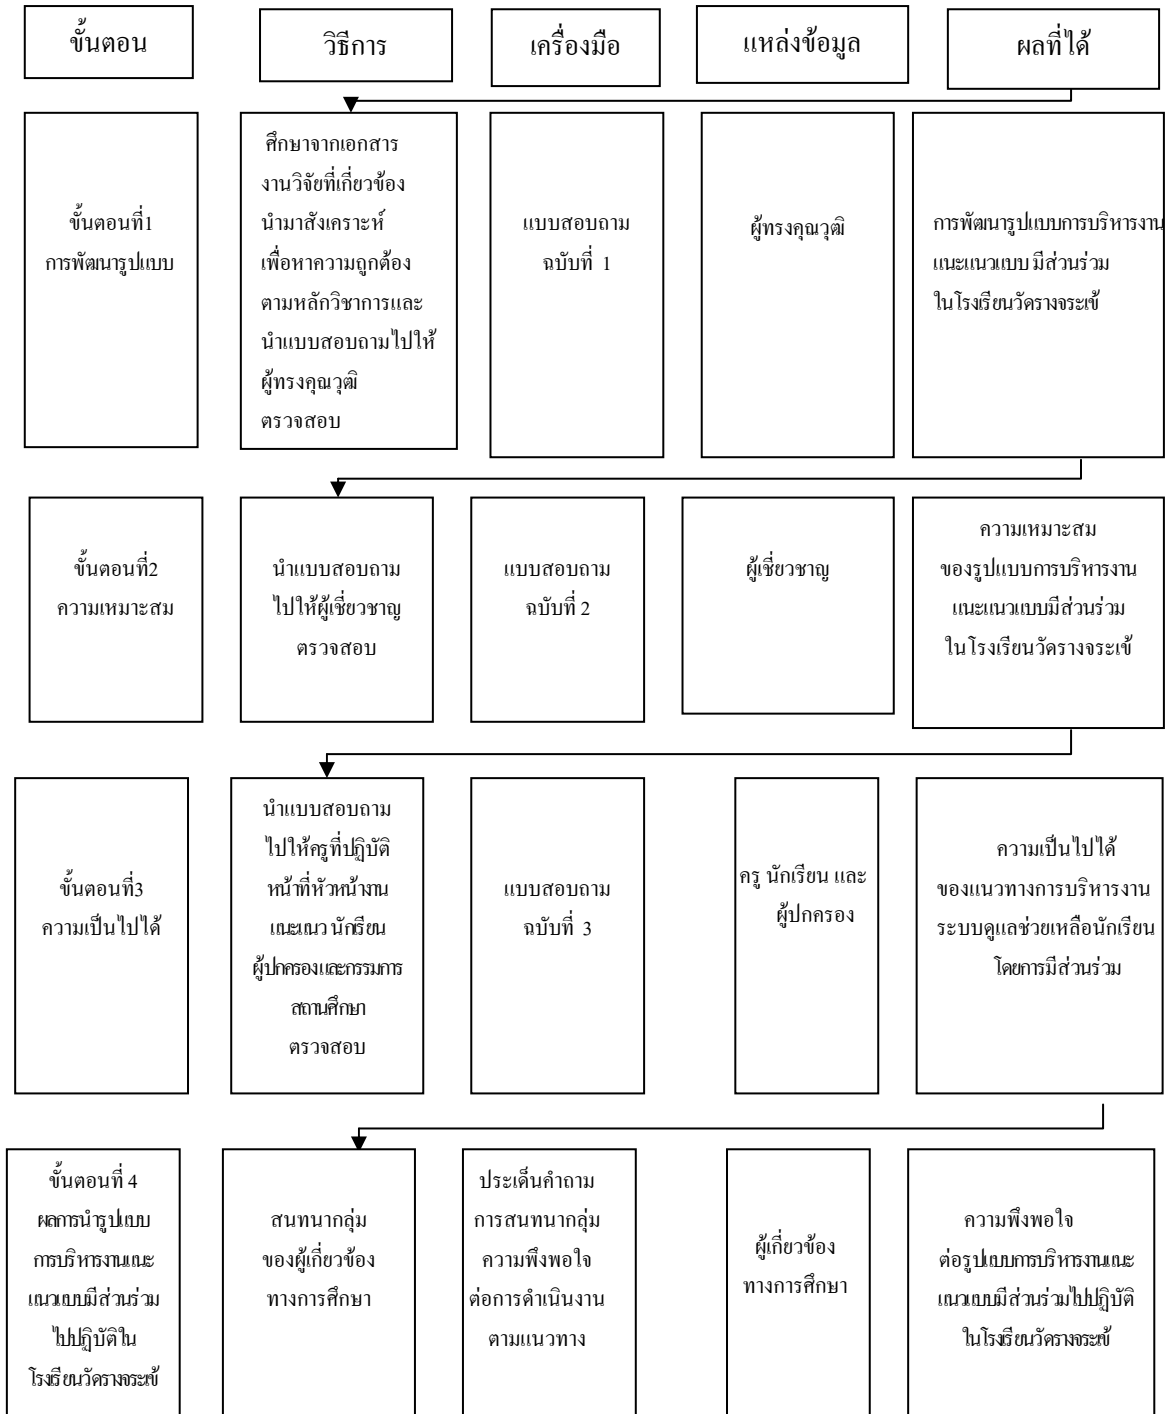 ขั้นตอน
วิธีการ
เครื่องมือ
แหล่งข้อมูล
ผลที่ได้
ขั้นตอนที่1
การพัฒนารูปแบบ
ศึกษาจากเอกสาร
งานวิจัยที่เกี่ยวข้อง
นำมาสังเคราะห์
เพื่อหาความถูกต้อง
ตามหลักวิชาการและ
นำแบบสอบถามไปให้
ผู้ทรงคุณวุฒิ
ตรวจสอบ
แบบสอบถาม
ฉบับที่ 1
ผู้ทรงคุณวุฒิ
การพัฒนารูปแบบการบริหารงาน
แนะแนวแบบ มีส่วนร่วม
ในโรงเรียนวัดรางจระเข้
ขั้นตอนที่2
ความเหมาะสม
นำแบบสอบถาม
ไปให้ผู้เชี่ยวชาญ
ตรวจสอบ
แบบสอบถาม
ฉบับที่ 2
ผู้เชี่ยวชาญ
ความเหมาะสม
ของรูปแบบการบริหารงาน
แนะแนวแบบมีส่วนร่วม
ในโรงเรียนวัดรางจระเข้
ขั้นตอนที่3
ความเป็นไปได้
นำแบบสอบถาม
ไปให้ครูที่ปฏิบัติ
หน้าที่หัวหน้างาน
แนะแนว นักเรียน
ผู้ปกครองและกรรมการ
สถานศึกษา
ตรวจสอบ
แบบสอบถาม
ฉบับที่ 3
ครู นักเรียน และ
ผู้ปกครอง
ความเป็นไปได้
ของแนวทางการบริหารงาน
ระบบดูแลช่วยเหลือนักเรียน
โดยการมีส่วนร่วม
ขั้นตอนที่ 4
ผลการนำรูปแบบ
การบริหารงานแนะ
แนวแบบมีส่วนร่วม
ไปปฏิบัติใน
โรงเรียนวัดรางจระเข้
สนทนากลุ่ม
ของผู้เกี่ยวข้อง
ทางการศึกษา
ประเด็นคำถาม
การสนทนากลุ่ม
ความพึงพอใจ
ต่อการดำเนินงาน
ตามแนวทาง
ผู้เกี่ยวข้อง
ทางการศึกษา
ความพึงพอใจ
ต่อรูปแบบการบริหารงานแนะ
แนวแบบมีส่วนร่วมไปปฏิบัติ
ในโรงเรียนวัดรางจระเข้